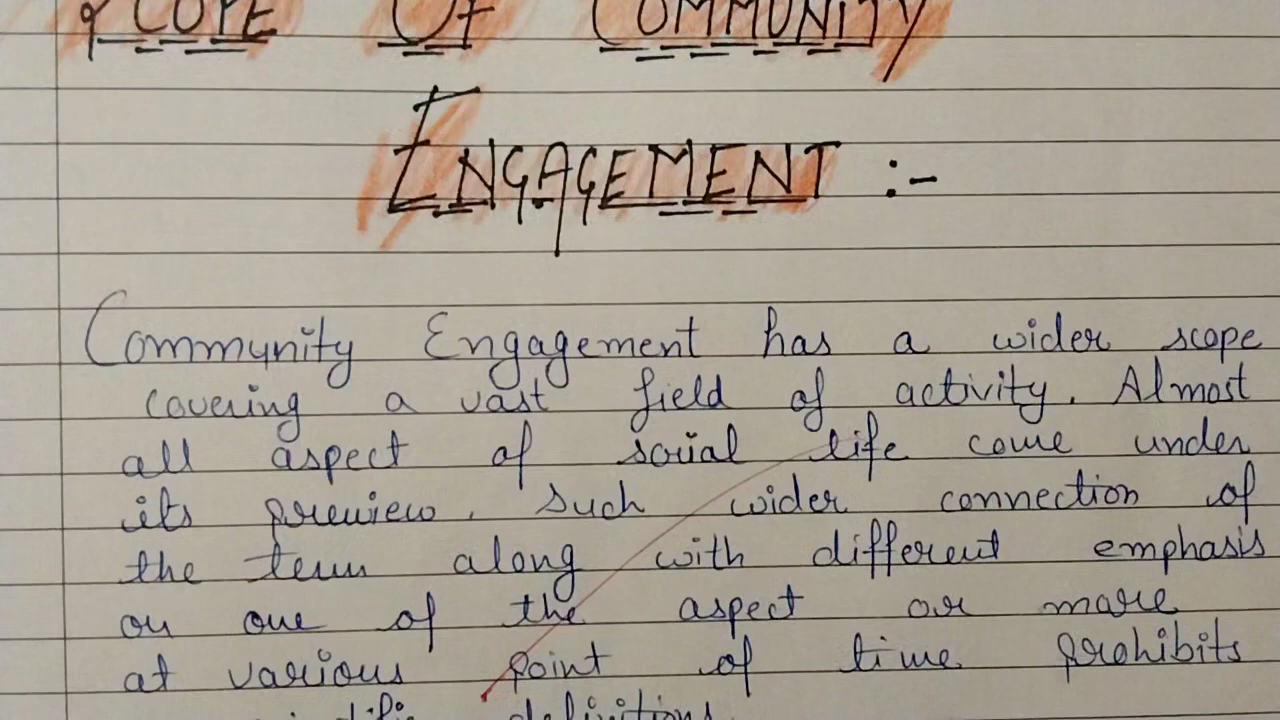 SCOPE OF COMMUNITY
ENGAGEMENT :-
Community Engagement has a wider scope
covering a vast field of activity. Almost
all aspect of social life come under
its preview. Such wider connection of
the term along with different emphasis
on one of the aspect or more
at various point of time prohibits
definitions